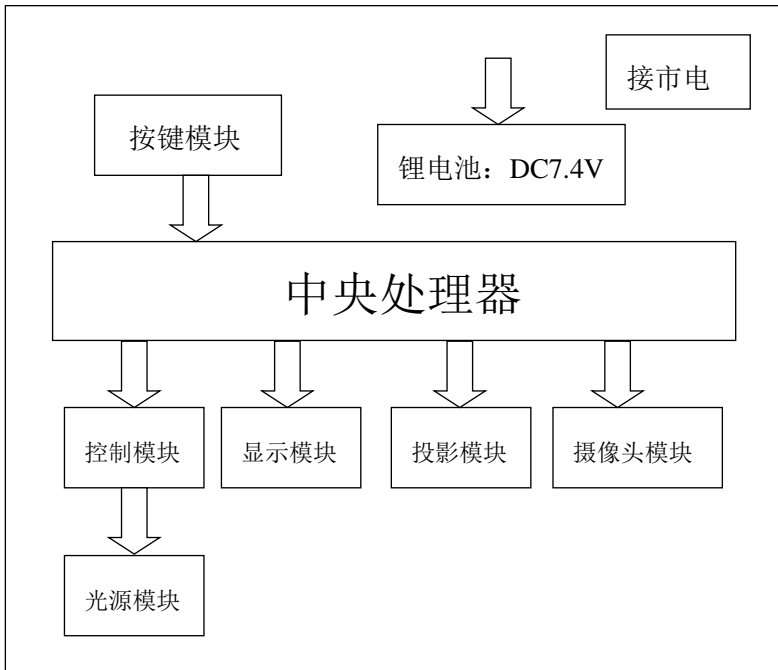 接市电
按键模块
锂电池：DC7.4V
中央处理器
控制模块
显示模块
投影模块
摄像头模块
光源模块